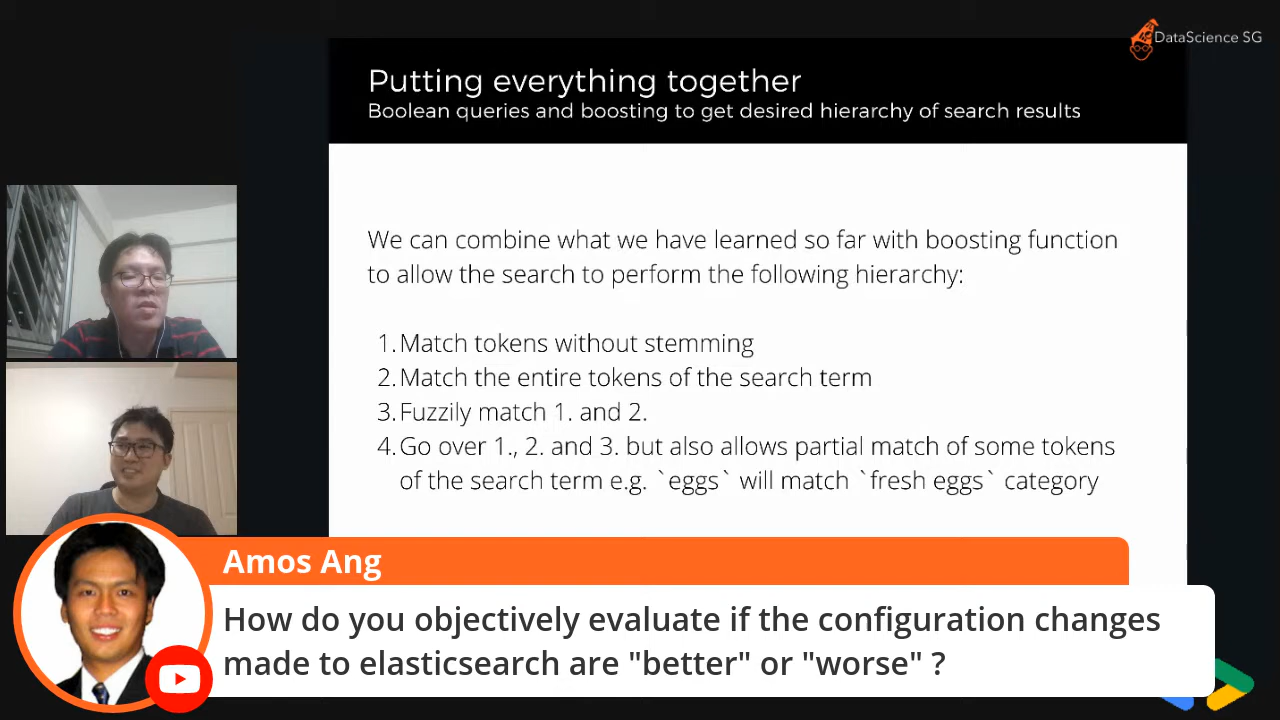 DataScience SG
Putting everything together
Boolean queries and boosting to get desired hierarchy of search results
We can combine what we have learned so far with boosting function
to allow the search to perform the following hierarchy:
1. Match tokens without stemming
2. Match the entire tokens of the search term
3. Fuzzily match 1. and 2.
4. Go over 1., 2. and 3. but also allows partial match of some tokens
of the search term e.g. `eggs` will match `fresh eggs` category
Amos Ang
How do you objectively evaluate if the configuration changes
made to elasticsearch are "better" or "worse" ?